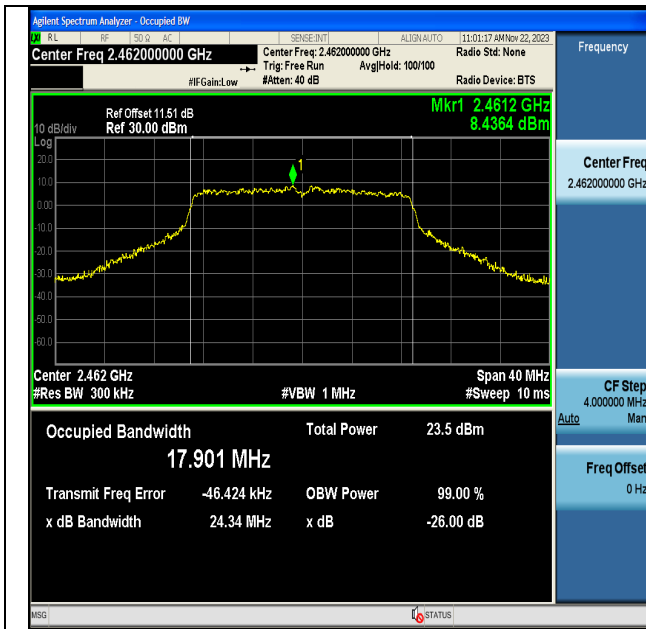 Agilent Spectrum Analyzer - Occupied BW
RL RF 50 Ω AC SENSE:INT ALIGN AUTO 11:01:17 AM Nov 22, 2023
Center Freq 2.462000000 GHz
Center Freq: 2.462000000 GHz
Radio Std: None
Trig: Free Run Avg|Hold: 100/100
#IFGain:Low
#Atten: 40 dB
Radio Device: BTS
Mkr1 2.4612 GHz
8.4364 dBm
Ref Offset 11.51 dB
10 dB/div Ref 30.00 dBm
Log
20.0
10.0
0.00
-10.0
-20.0
-30.0
-40.0
-50.0
-60.0
1
Center 2.462 GHz
Span 40 MHz
#Res BW 300 kHz
#VBW 1 MHz
#Sweep 10 ms
Occupied Bandwidth
17.901 MHz
Total Power 23.5 dBm
Transmit Freq Error -46.424 kHz OBW Power 99.00 %
x dB Bandwidth 24.34 MHz x dB -26.00 dB
MSG
STATUS
Frequency
Center Freq
2.462000000 GHz
CF Step
4.000000 MHz
Auto Man
Freq Offset
0 Hz